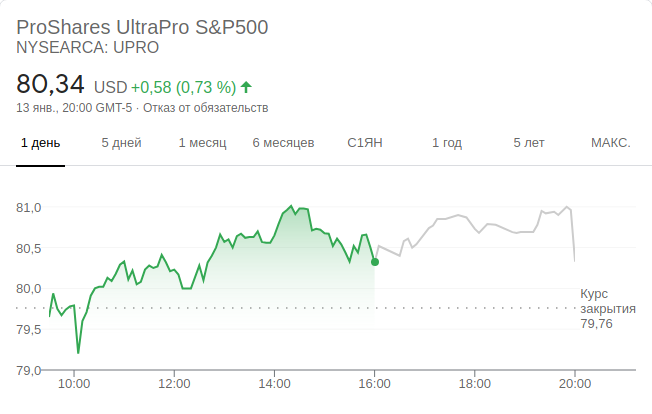 ProShares UltraPro S&P500
NYSEARCA: UPRO
80,34 USD +0,58 (0,73 %)
13 янв., 20:00 GMT-5 · Отказ от обязательств
1 день 5 дней 1 месяц 6 месяцев С1ЯН 1 год 5 лет МАКС.
81,0
80,5
80,0
79,5
79,0
Курс
закрытия
79,76
10:00 12:00 14:00 16:00 18:00 20:00